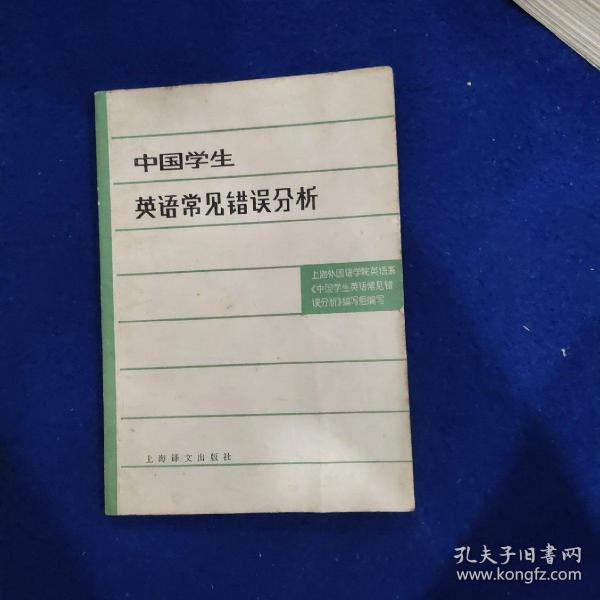 中国学生
英语常见错误分析
上海外国语学院英语系
《中国学生英语常见错
误分析》编写组编写
上海译文出版社
孔夫子旧书网
www.kongfz.com